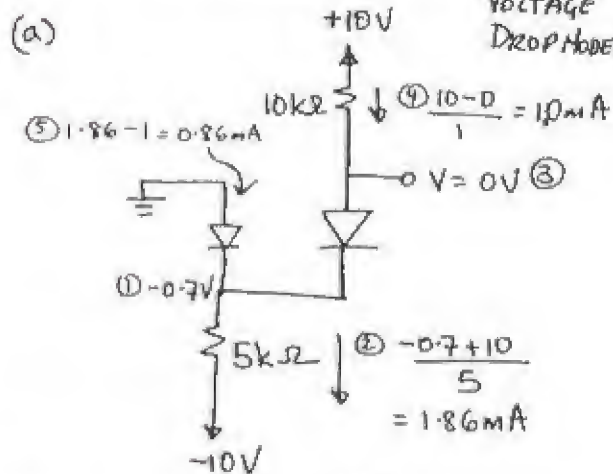 (a)
VOLTAGE
DROP MODEL
+10V
10kΩ
④ 10-0 / 1 = 1.0mA
⑤ 1.86-1 = 0.86mA
V = 0V ③
① -0.7V
5kΩ
② -0.7+10
5
= 1.86mA
-10V